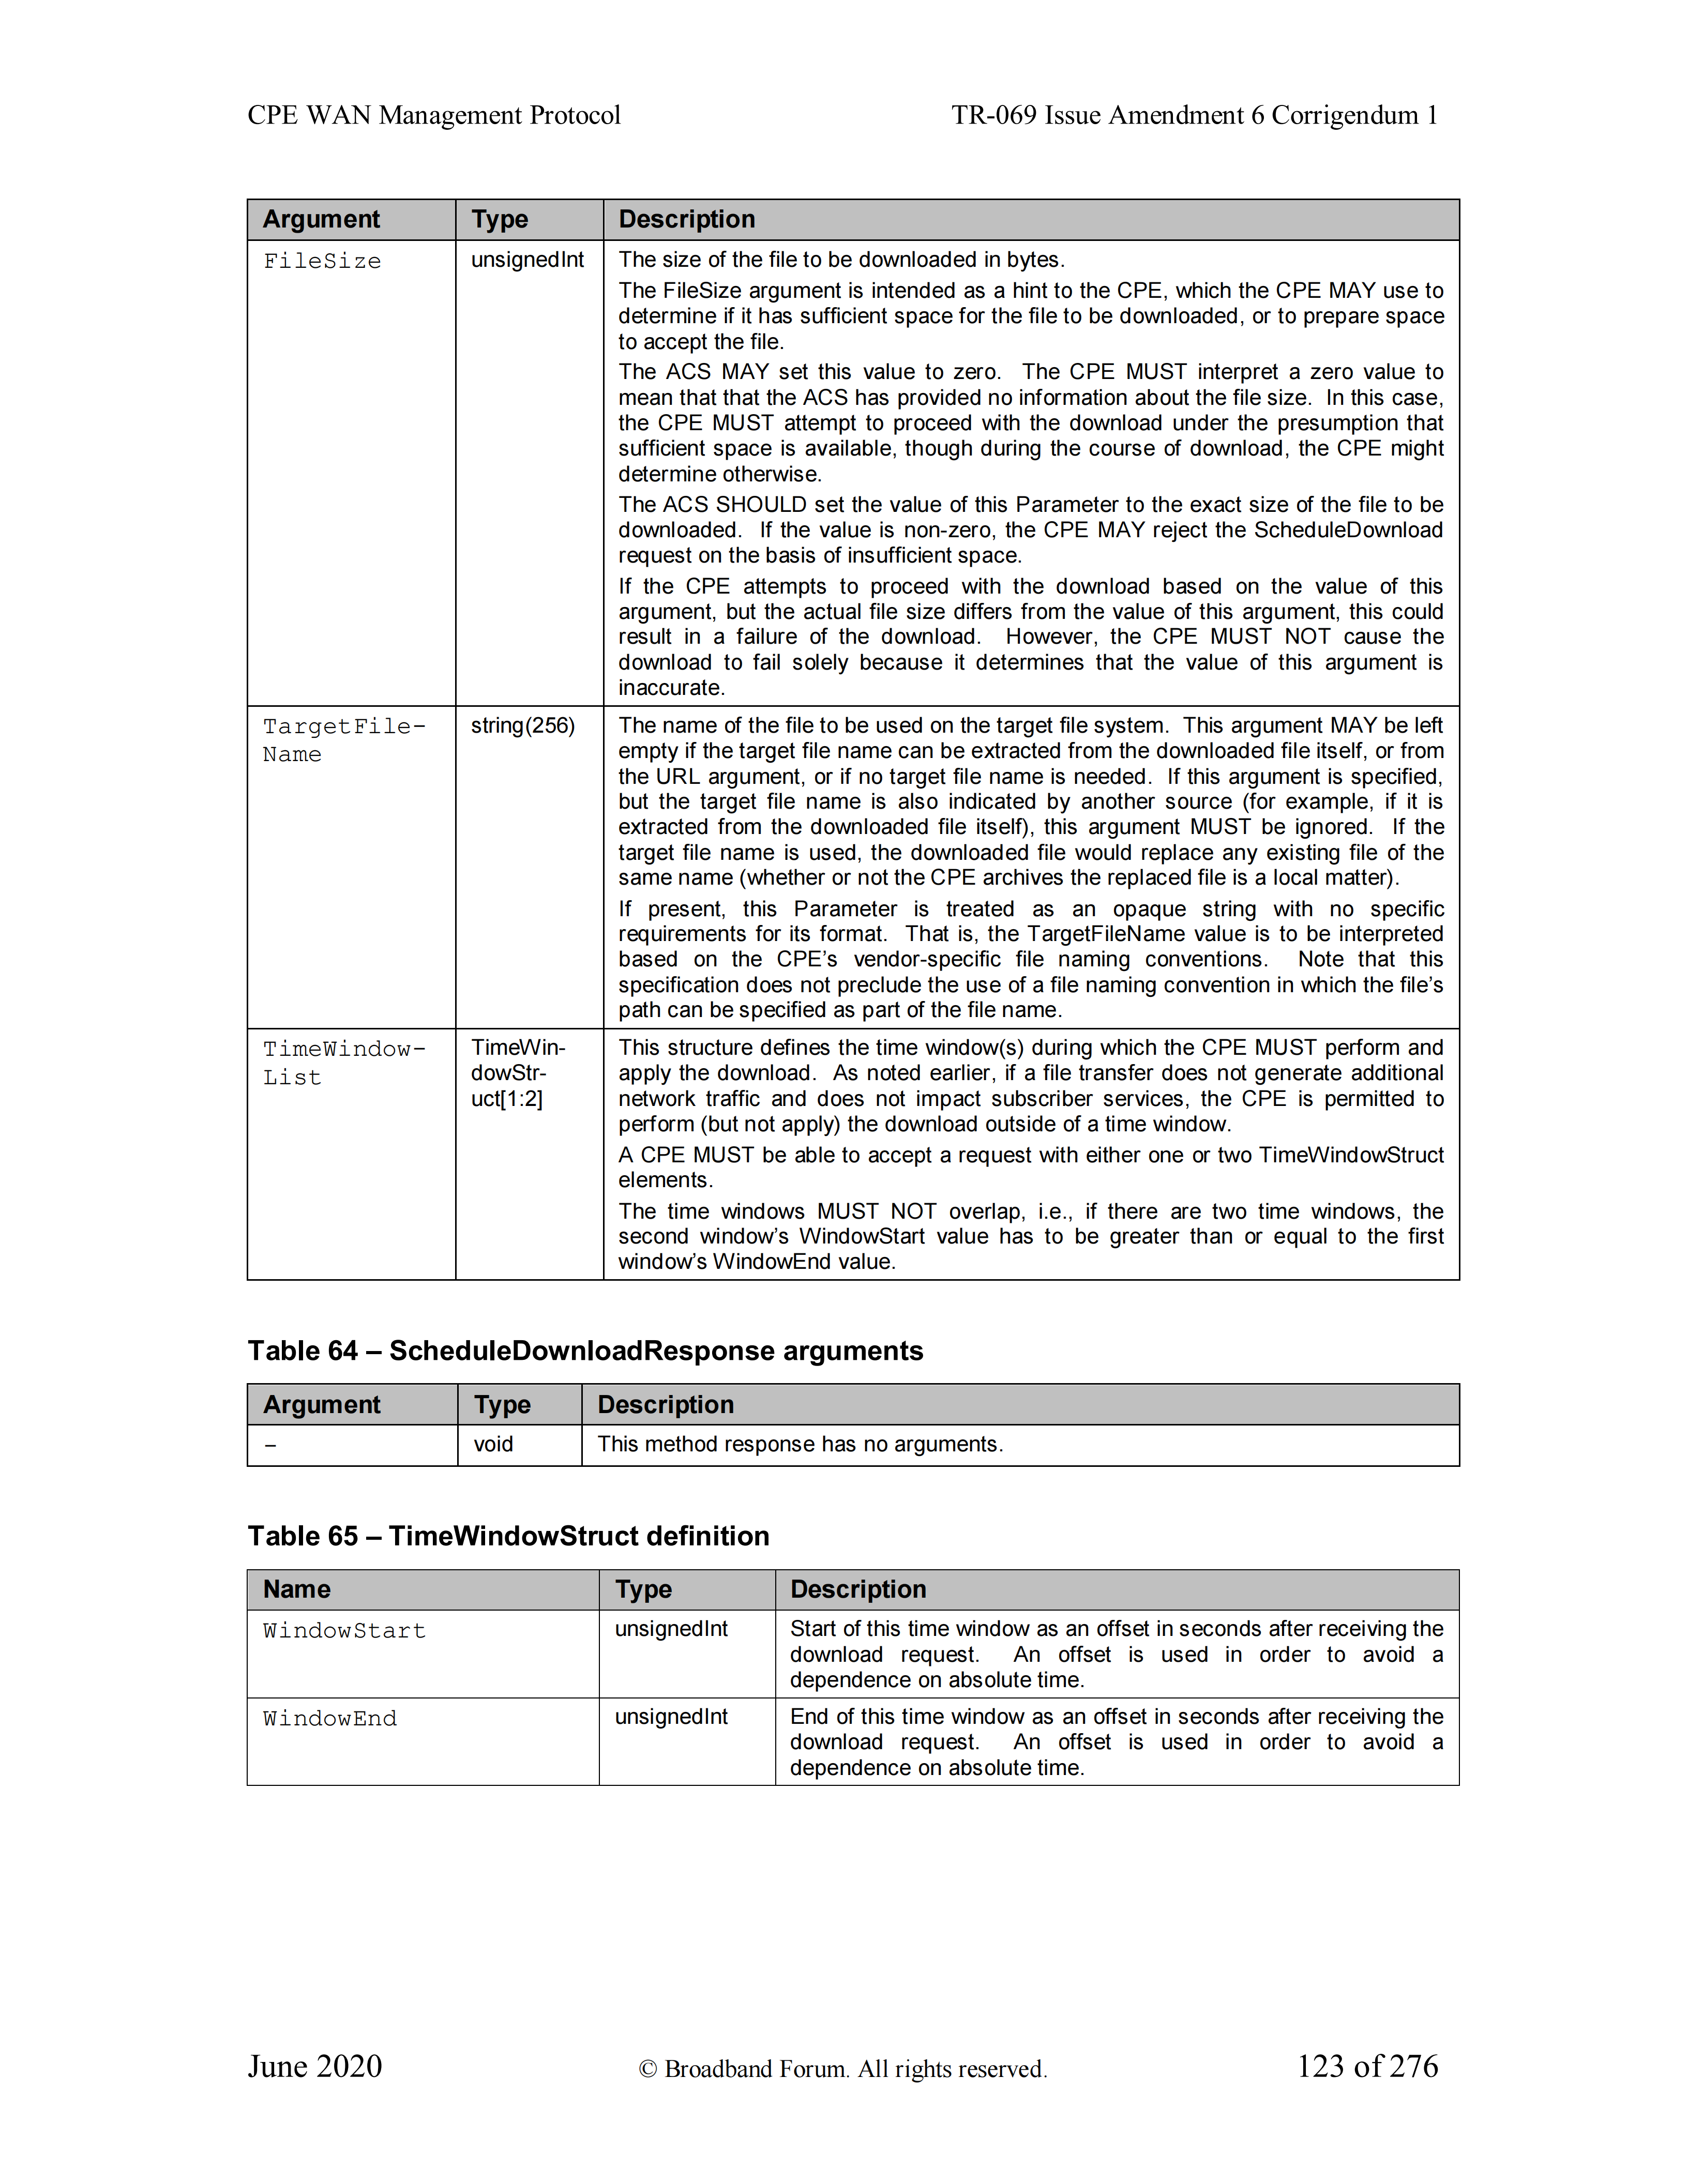 CPE WAN Management Protocol TR-069 Issue Amendment 6 Corrigendum 1
Argument Type Description
FileSize unsignedInt The size of the file to be downloaded in bytes.
The FileSize argument is intended as a hint to the CPE, which the CPE MAY use to
determine if it has sufficient space for the file to be downloaded, or to prepare space
to accept the file.
The ACS MAY set this value to zero. The CPE MUST interpret a zero value to
mean that that the ACS has provided no information about the file size. In this case,
the CPE MUST attempt to proceed with the download under the presumption that
sufficient space is available, though during the course of download, the CPE might
determine otherwise.
The ACS SHOULD set the value of this Parameter to the exact size of the file to be
downloaded. If the value is non-zero, the CPE MAY reject the ScheduleDownload
request on the basis of insufficient space.
If the CPE attempts to proceed with the download based on the value of this
argument, but the actual file size differs from the value of this argument, this could
result in a failure of the download. However, the CPE MUST NOT cause the
download to fail solely because it determines that the value of this argument is
inaccurate.
TargetFile-
Name
string(256)
The name of the file to be used on the target file system. This argument MAY be left
empty if the target file name can be extracted from the downloaded file itself, or from
the URL argument, or if no target file name is needed. If this argument is specified,
but the target file name is also indicated by another source (for example, if it is
extracted from the downloaded file itself), this argument MUST be ignored. If the
target file name is used, the downloaded file would replace any existing file of the
same name (whether or not the CPE archives the replaced file is a local matter).
If present, this Parameter is treated as an opaque string with no specific
requirements for its format. That is, the TargetFileName value is to be interpreted
based on the CPE’s vendor-specific file naming conventions. Note that this
specification does not preclude the use of a file naming convention in which the file’s
path can be specified as part of the file name.
TimeWindow-
List
TimeWin-
dowStr-
uct[1:2]
This structure defines the time window(s) during which the CPE MUST perform and
apply the download. As noted earlier, if a file transfer does not generate additional
network traffic and does not impact subscriber services, the CPE is permitted to
perform (but not apply) the download outside of a time window.
A CPE MUST be able to accept a request with either one or two TimeWindowStruct
elements.
The time windows MUST NOT overlap, i.e., if there are two time windows, the
second window’s WindowStart value has to be greater than or equal to the first
window’s WindowEnd value.
Table 64 – ScheduleDownloadResponse arguments
Argument Type Description
– void This method response has no arguments.
Table 65 – TimeWindowStruct definition
Name Type Description
WindowStart unsignedInt Start of this time window as an offset in seconds after receiving the
download request. An offset is used in order to avoid a
dependence on absolute time.
WindowEnd unsignedInt End of this time window as an offset in seconds after receiving the
download request. An offset is used in order to avoid a
dependence on absolute time.
June 2020 © Broadband Forum. All rights reserved. 123 of 276